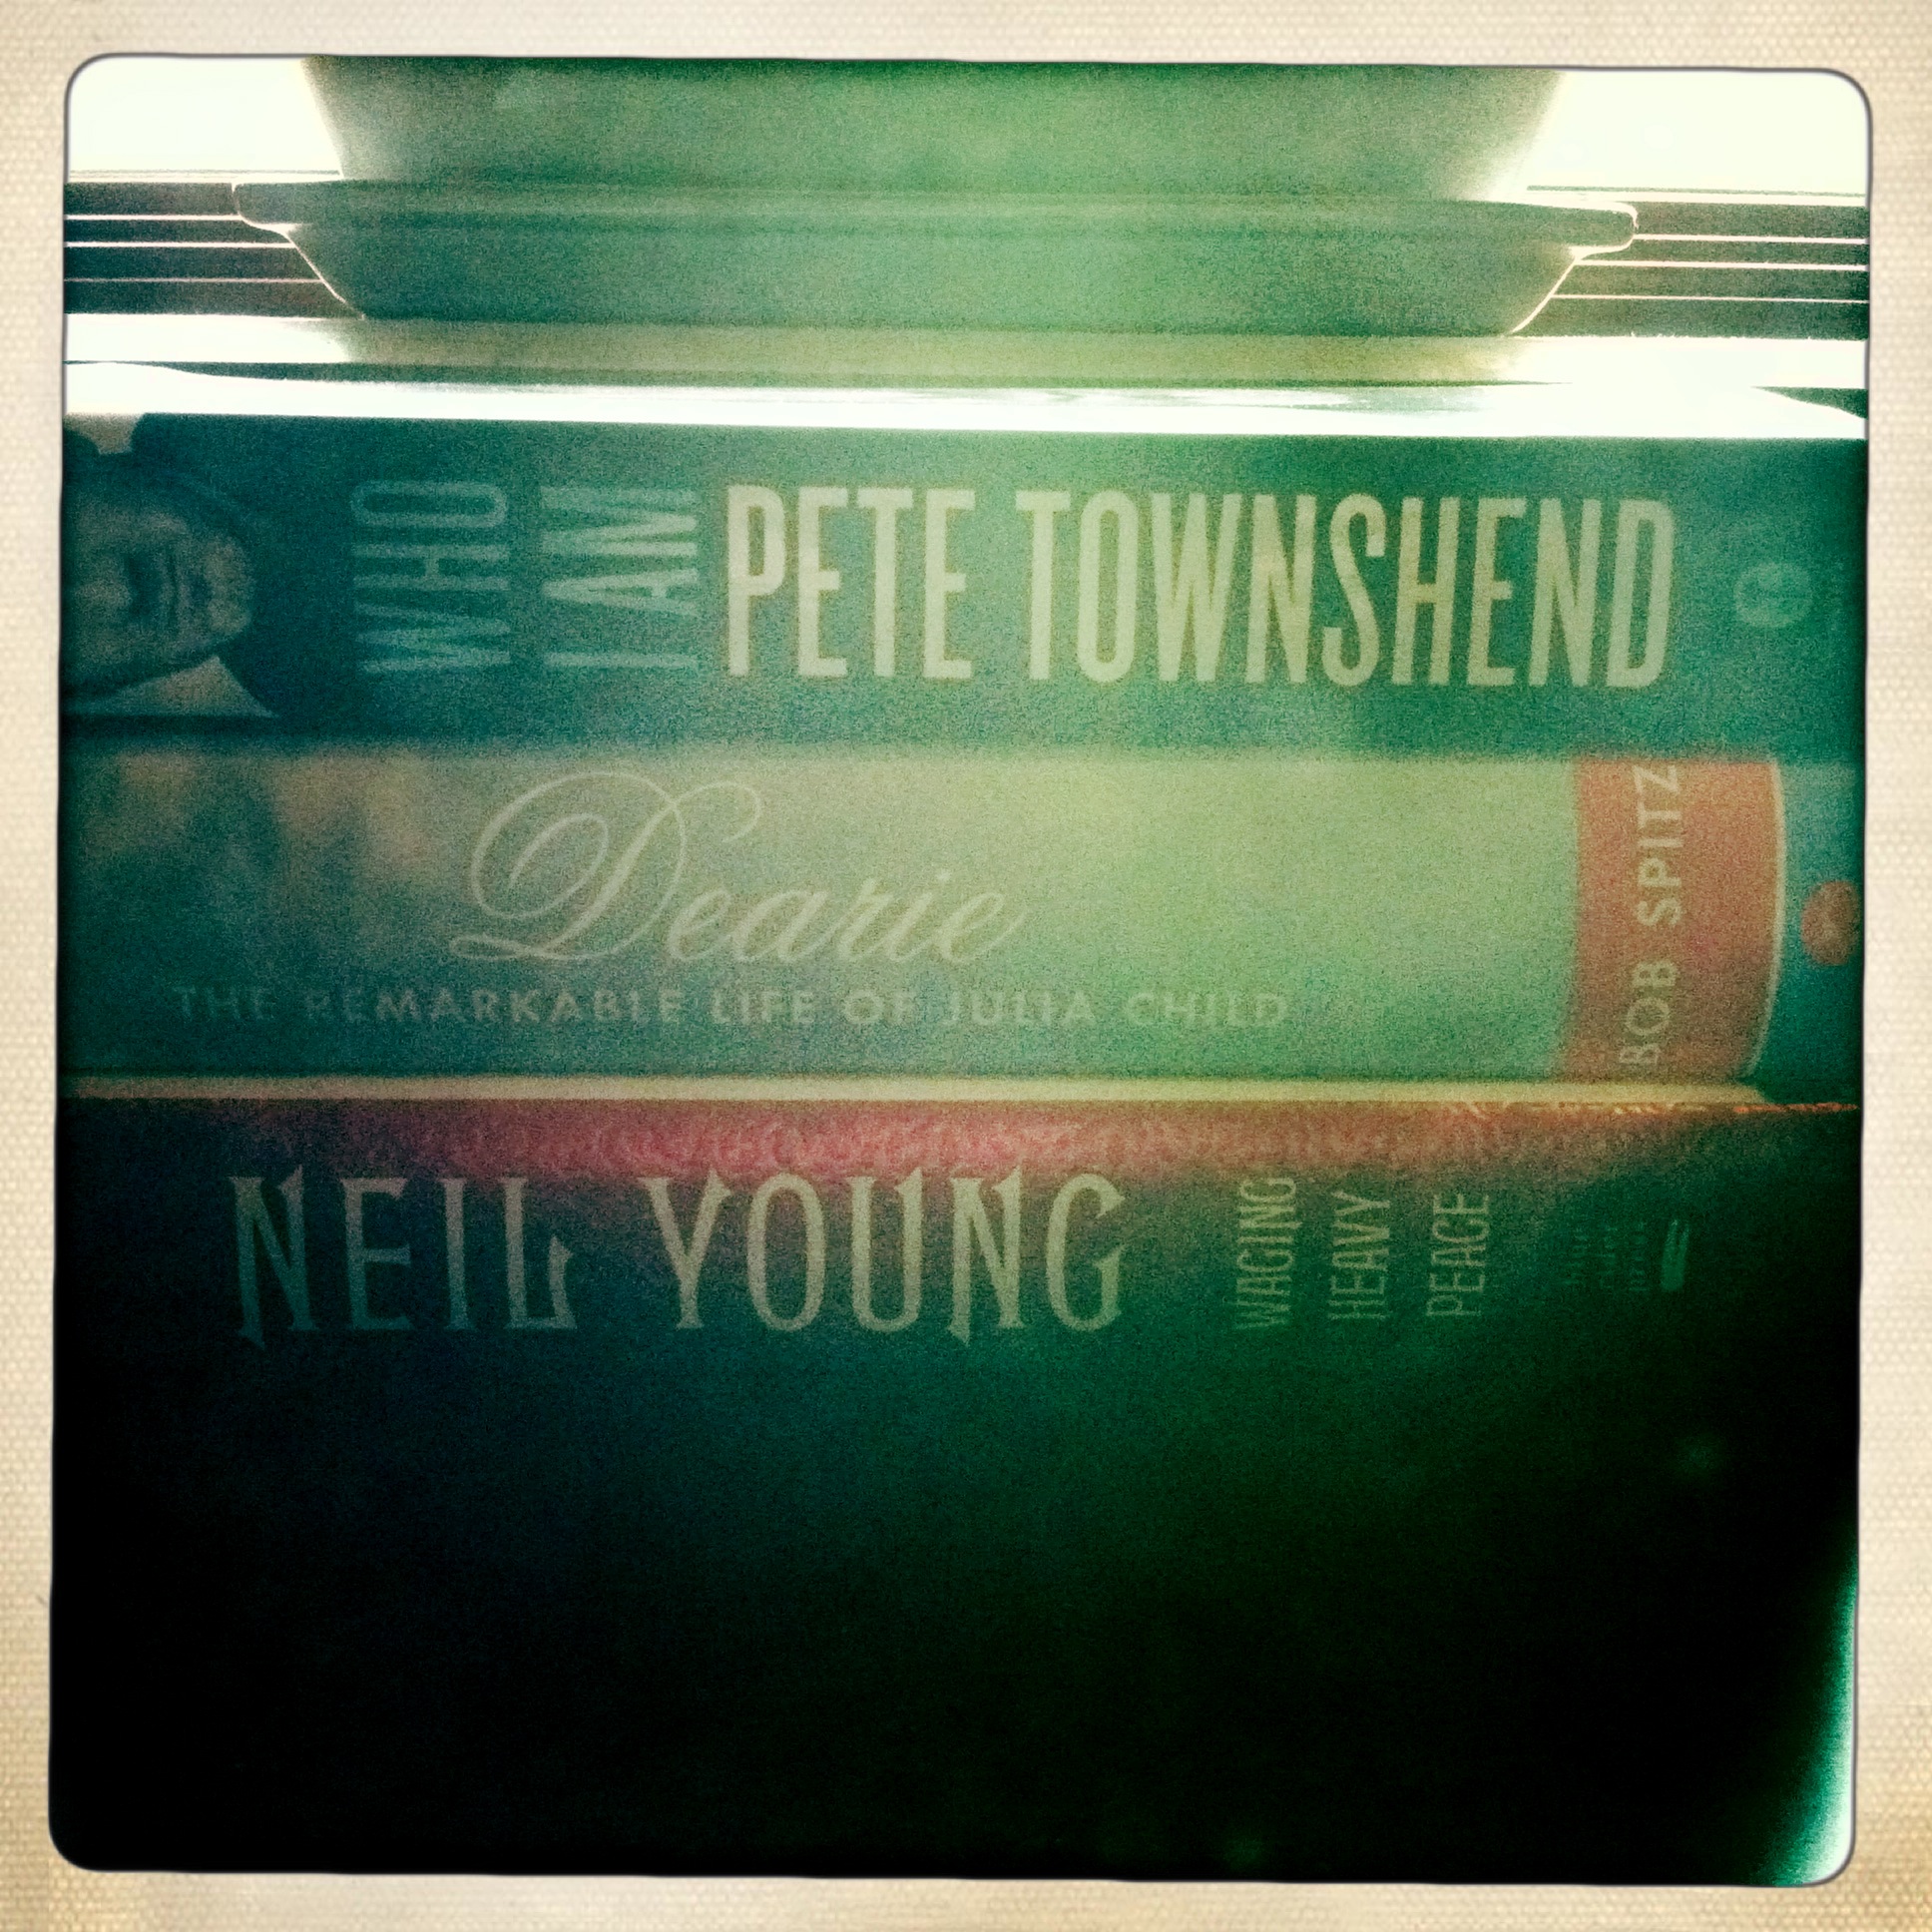 WHO
I AM
PETE TOWNSHEND
Dearie
THE REMARKABLE LIFE OF JULIA CHILD
BOB SPITZ
NEIL YOUNG
WAGING
HEAVY
PEACE